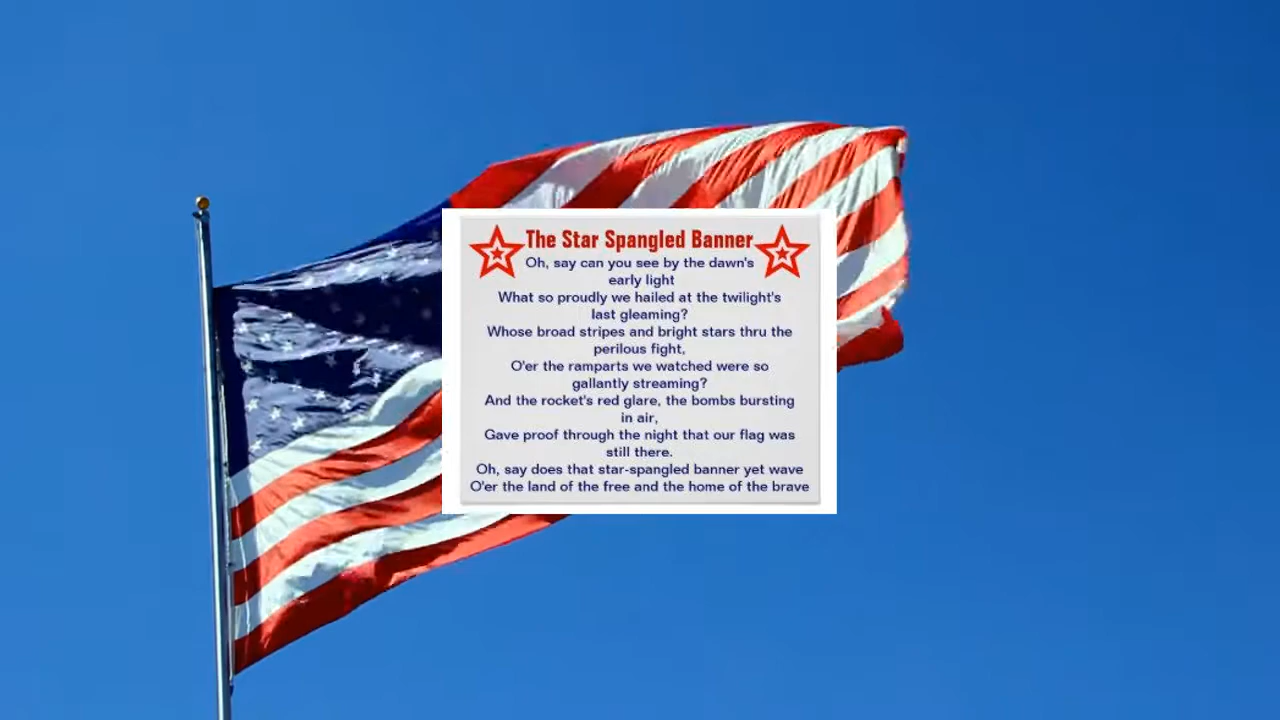 The Star Spangled Banner
Oh, say can you see by the dawn's
early light
What so proudly we hailed at the twilight's
last gleaming?
Whose broad stripes and bright stars thru the
perilous fight,
O'er the ramparts we watched were so
gallantly streaming?
And the rocket's red glare, the bombs bursting
in air,
Gave proof through the night that our flag was
still there.
Oh, say does that star-spangled banner yet wave
O'er the land of the free and the home of the brave